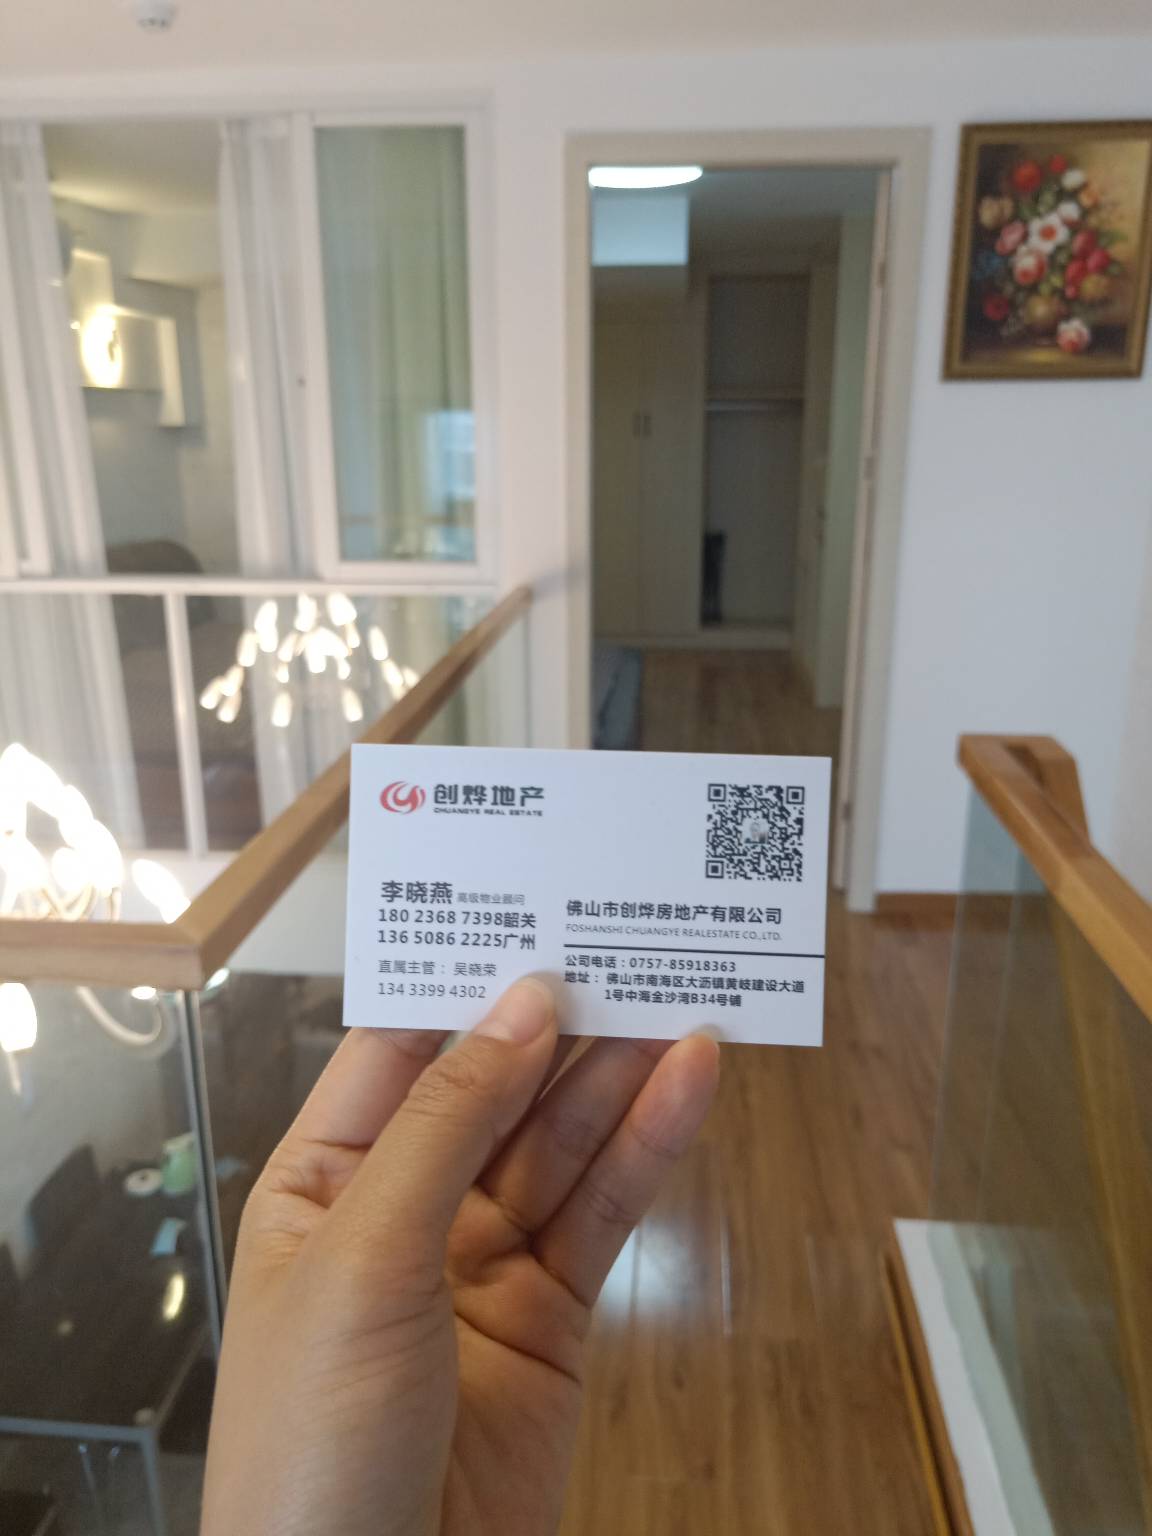 创烨地产
CHUANGYE REAL ESTATE
李晓燕 高级物业顾问
180 2368 7398韶关
136 5086 2225广州
直属主管： 吴晓荣
134 3399 4302
佛山市创烨房地产有限公司
FOSHANSHI CHUANGYE REALESTATE CO.,LTD.
公司电话：0757-85918363
地址： 佛山市南海区大沥镇黄岐建设大道
1号中海金沙湾B34号铺